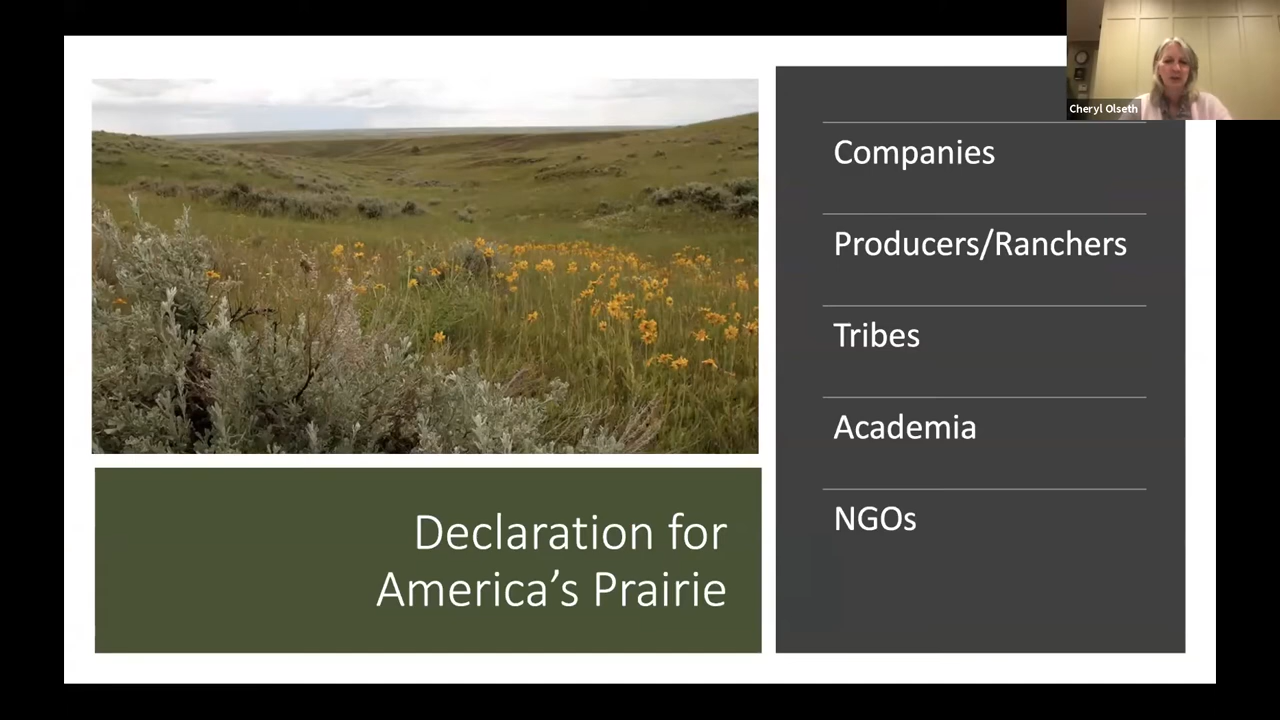 Cheryl Olseth
Companies
Producers/Ranchers
Tribes
Academia
NGOs
Declaration for
America’s Prairie